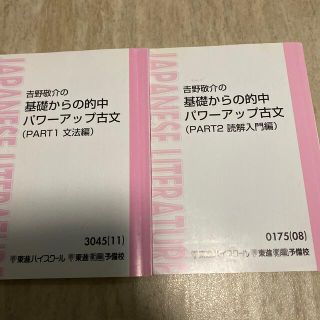 JAPANESE LITERATURE
吉野敬介の
基礎からの的中
パワーアップ古文
(PART1 文法編)
3045(11)
東進ハイスクール 東進衛星予備校
JAPANESE LITERATURE
吉野敬介の
基礎からの的中
パワーアップ古文
(PART2 読解入門編)
0175(08)
東進ハイスクール 東進衛星予備校